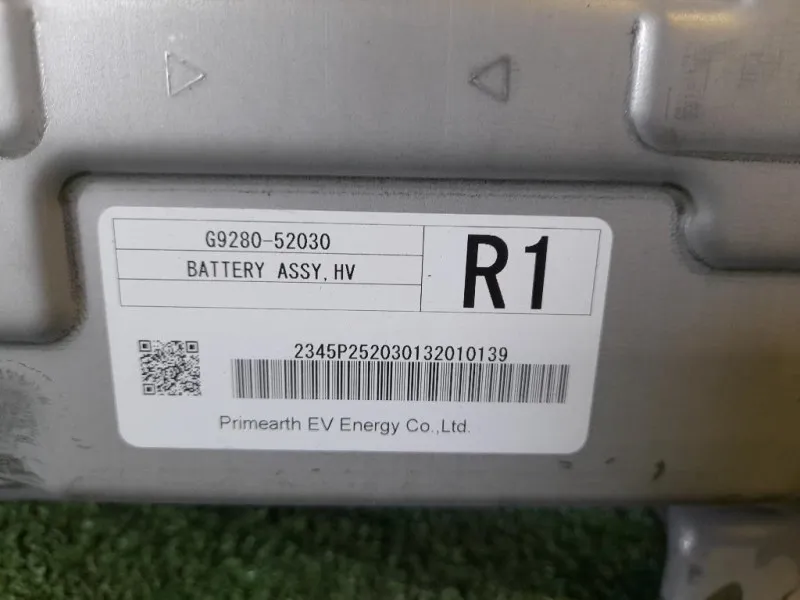 G9280-52030
BATTERY ASSY, HV
R1
2345P252030132010139
Primearth EV Energy Co.,Ltd.